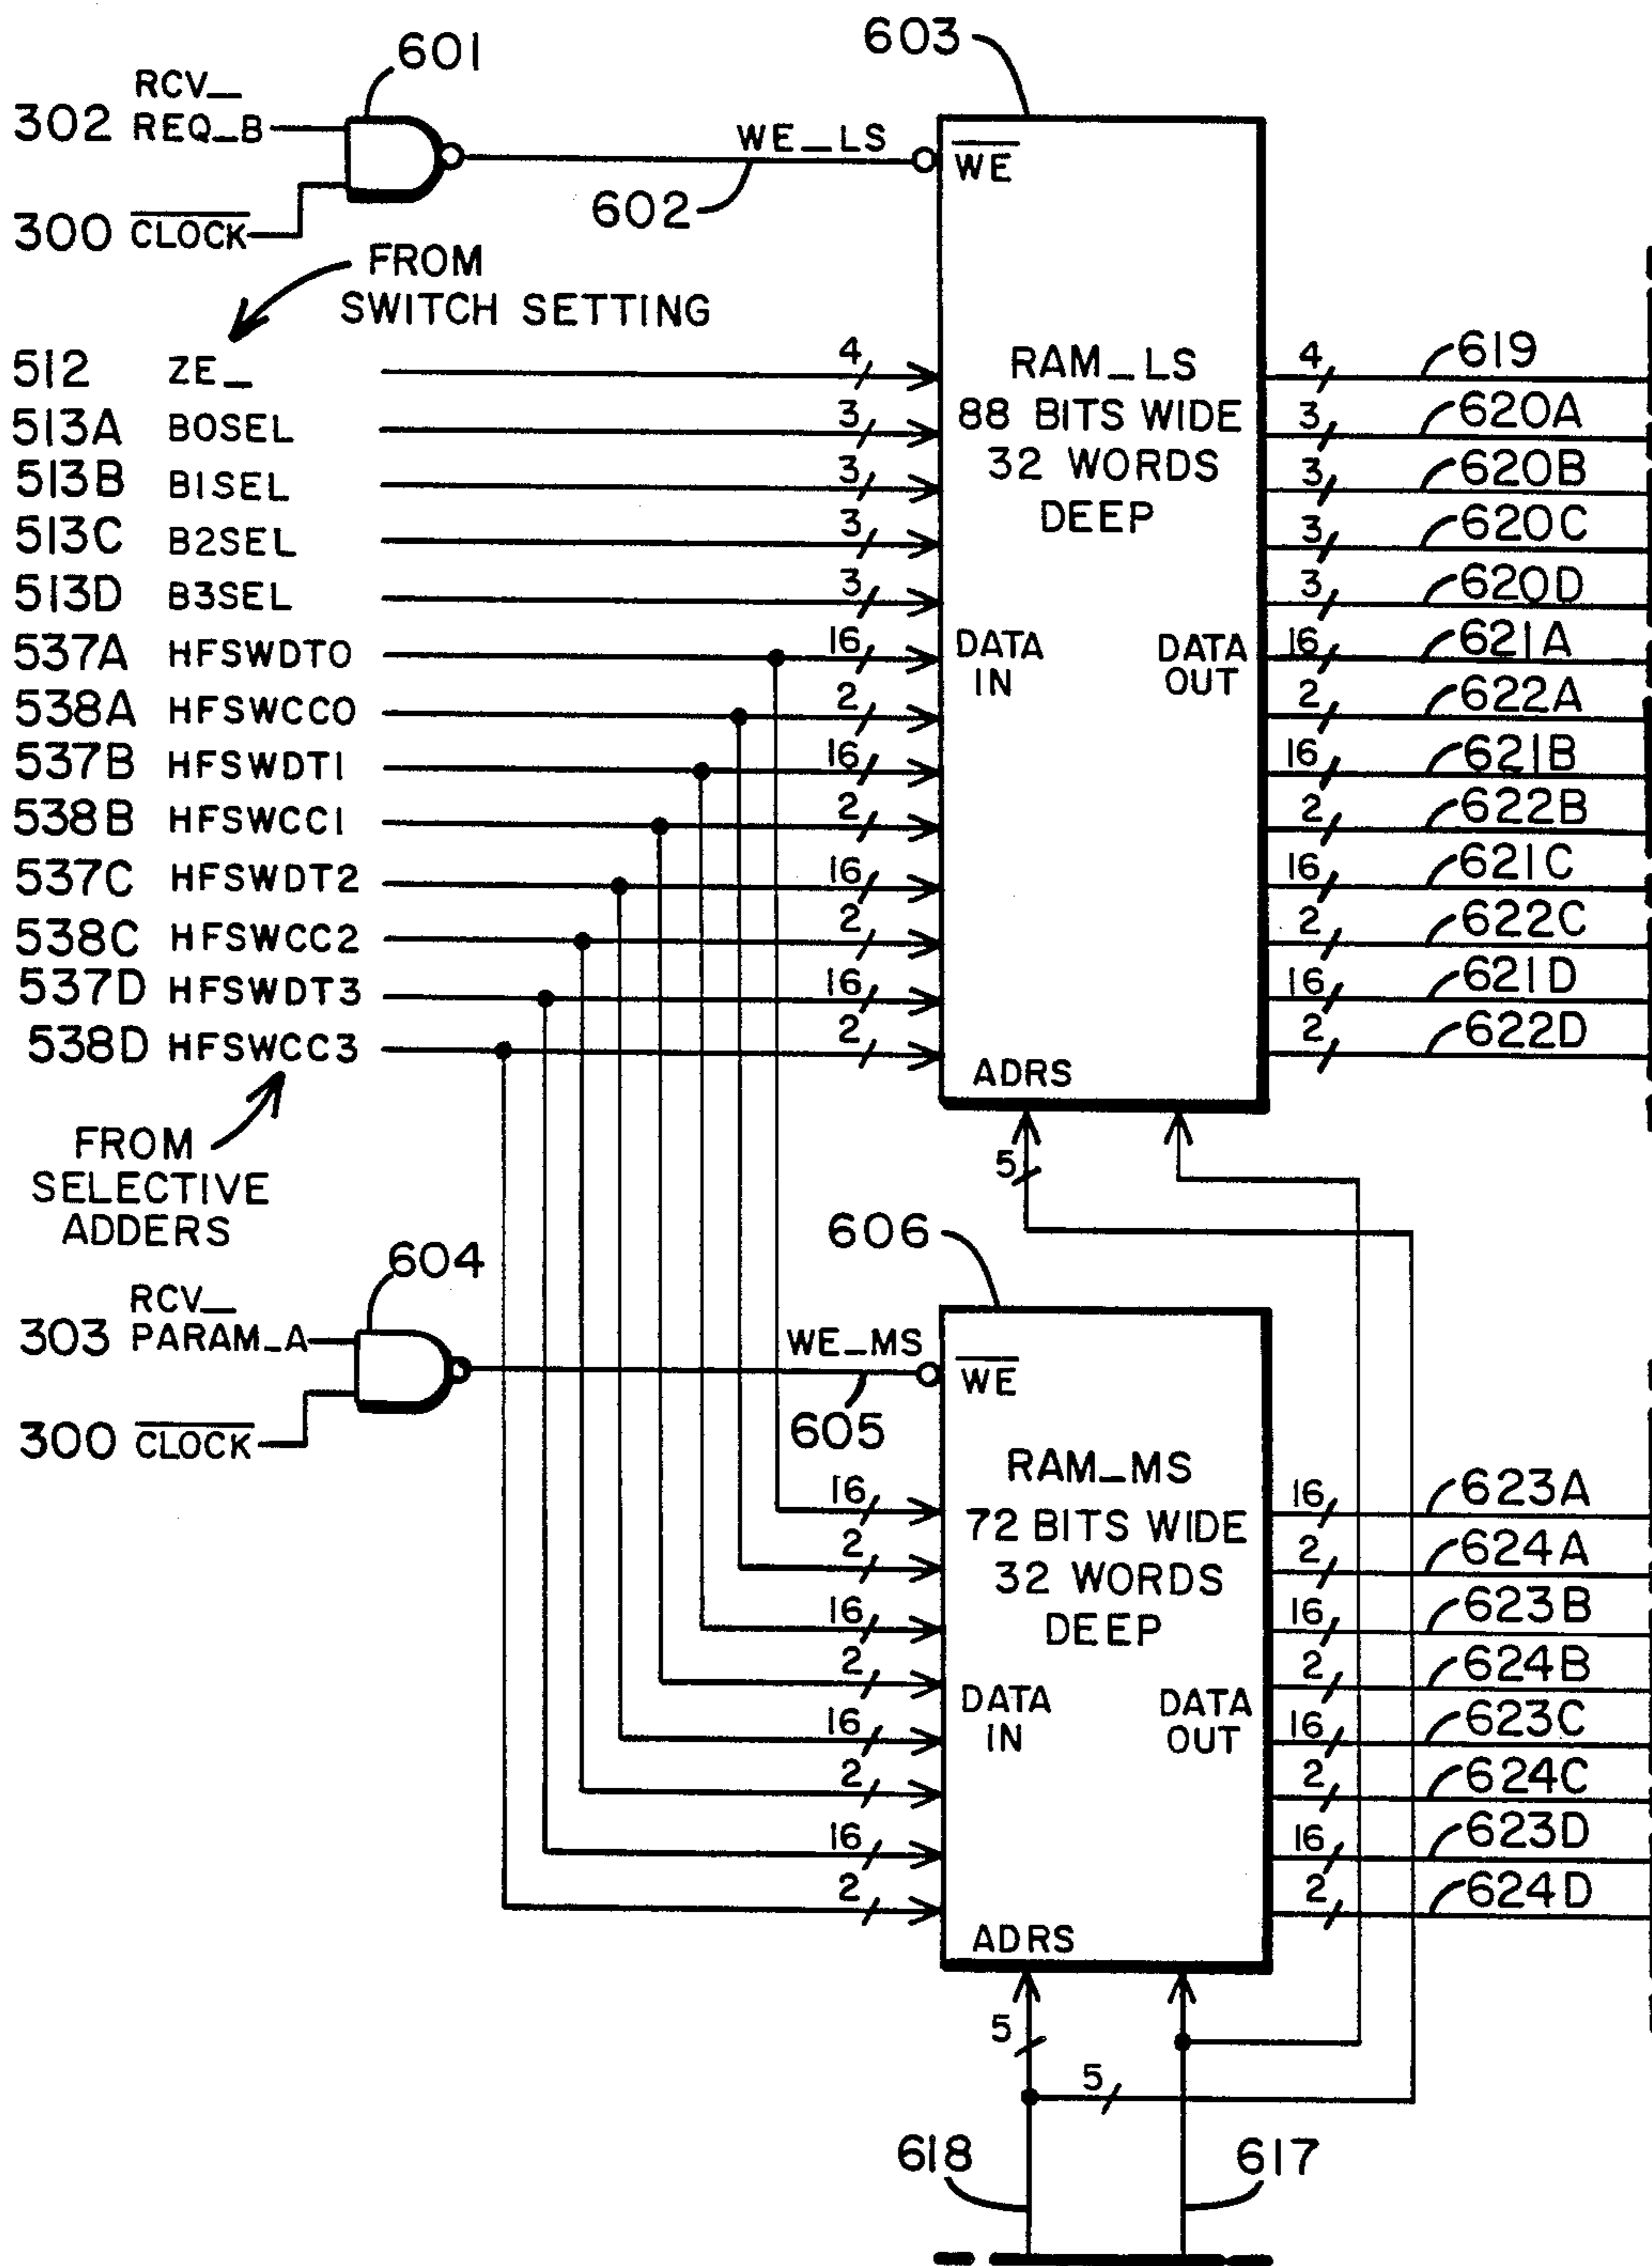 601
603
RCV_
302 REQ_B
WE_LS
WE
602
300 CLOCK
FROM
SWITCH SETTING
512 ZE_ 4
513A B0SEL 3
513B B1SEL 3
513C B2SEL 3
513D B3SEL 3
537A HFSWDT0 16
538A HFSWCC0 2
537B HFSWDT1 16
538B HFSWCC1 2
537C HFSWDT2 16
538C HFSWCC2 2
537D HFSWDT3 16
538D HFSWCC3 2
RAM_LS
88 BITS WIDE
32 WORDS
DEEP
DATA
IN
DATA
OUT
ADRS
4 619
3 620A
3 620B
3 620C
3 620D
16 621A
2 622A
16 621B
2 622B
16 621C
2 622C
16 621D
2 622D
5
FROM
SELECTIVE
ADDERS
606
604
RCV_
303 PARAM_A
WE_MS
WE
605
300 CLOCK
16
2
16
2
16
2
16
2
RAM_MS
72 BITS WIDE
32 WORDS
DEEP
DATA
IN
DATA
OUT
ADRS
16 623A
2 624A
16 623B
2 624B
16 623C
2 624C
16 623D
2 624D
5
5
618
617